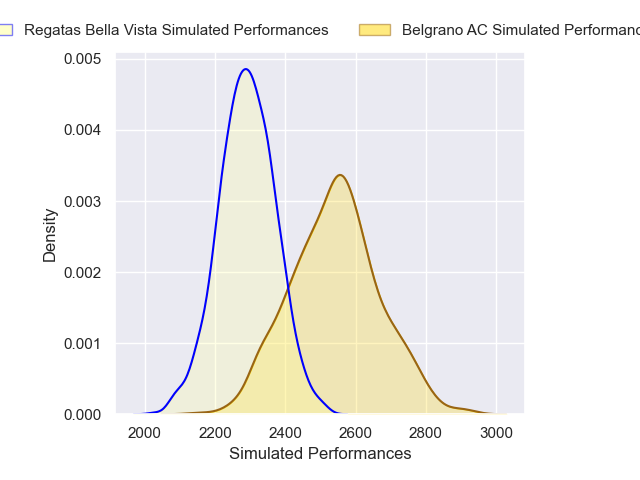 Regatas Bella Vista Simulated Performances
Belgrano AC Simulated Performanc
0.005
0.004
0.003
0.002
0.001
0.000
Density
2000 2200 2400 2600 2800 3000
Simulated Performances